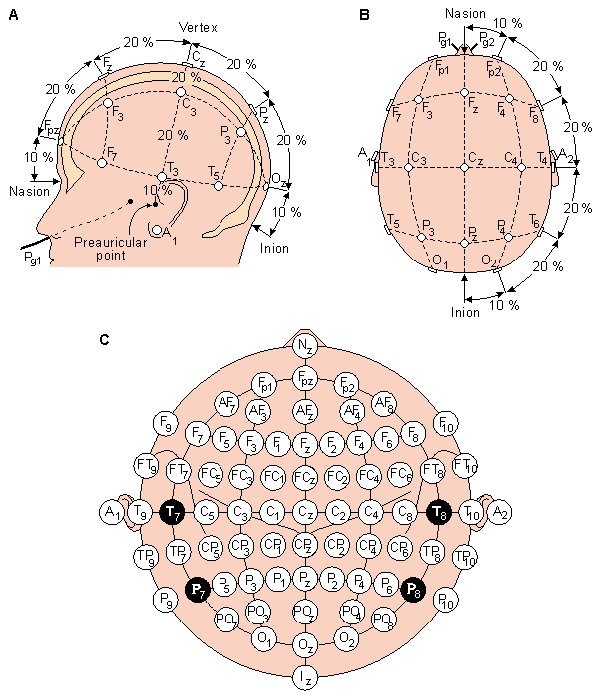 A
Vertex
20 %
20 %
Fz
Cz
20 %
20 %
20 %
F3
C3
Pz
P3
Fpz
20 %
20 %
10 %
F7
T3
T5
Oz
Nasion
10 %
10 %
A1
Preauricular
point
Inion
Pg1
B
Nasion
10 %
Pg1
Pg2
Fp1
Fp2
20 %
F7
F3
Fz
F4
F8
20 %
A1
T3
C3
Cz
C4
T4
A2
20 %
T5
P3
Pz
P4
T6
O1
O2
20 %
10 %
Inion
C
Nz
Fp1
Fpz
Fp2
AF7
AF3
AFz
AF4
AF8
F9
F7
F5
F3
F1
Fz
F2
F4
F6
F8
F10
FT9
FT7
FC5
FC3
FC1
FCz
FC2
FC4
FC6
FT8
FT10
A1
T9
T7
C5
C3
C1
Cz
C2
C4
C8
T8
T10
A2
TP9
TP7
CP5
CP3
CP1
CPz
CP2
CP4
CP6
TP8
TP10
P9
P7
P5
P3
P1
Pz
P2
P4
P6
P8
P10
PO7
PO3
POz
PO4
PO8
O1
Oz
O2
Iz